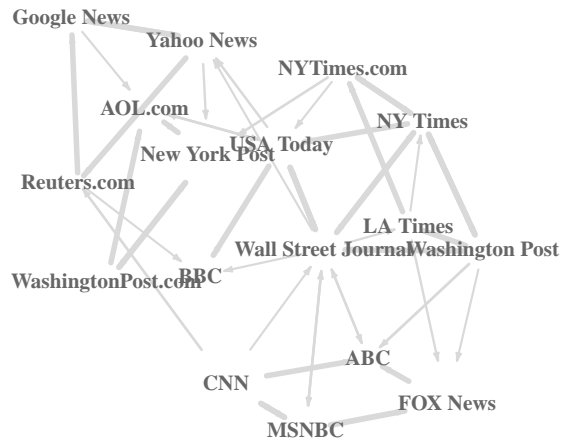 Google News
Yahoo News
NYTimes.com
AOL.com
NY Times
USA Today
New York Post
Reuters.com
LA Times
Wall Street Journal
Washington Post
BBC
WashingtonPost.com
ABC
CNN
FOX News
MSNBC